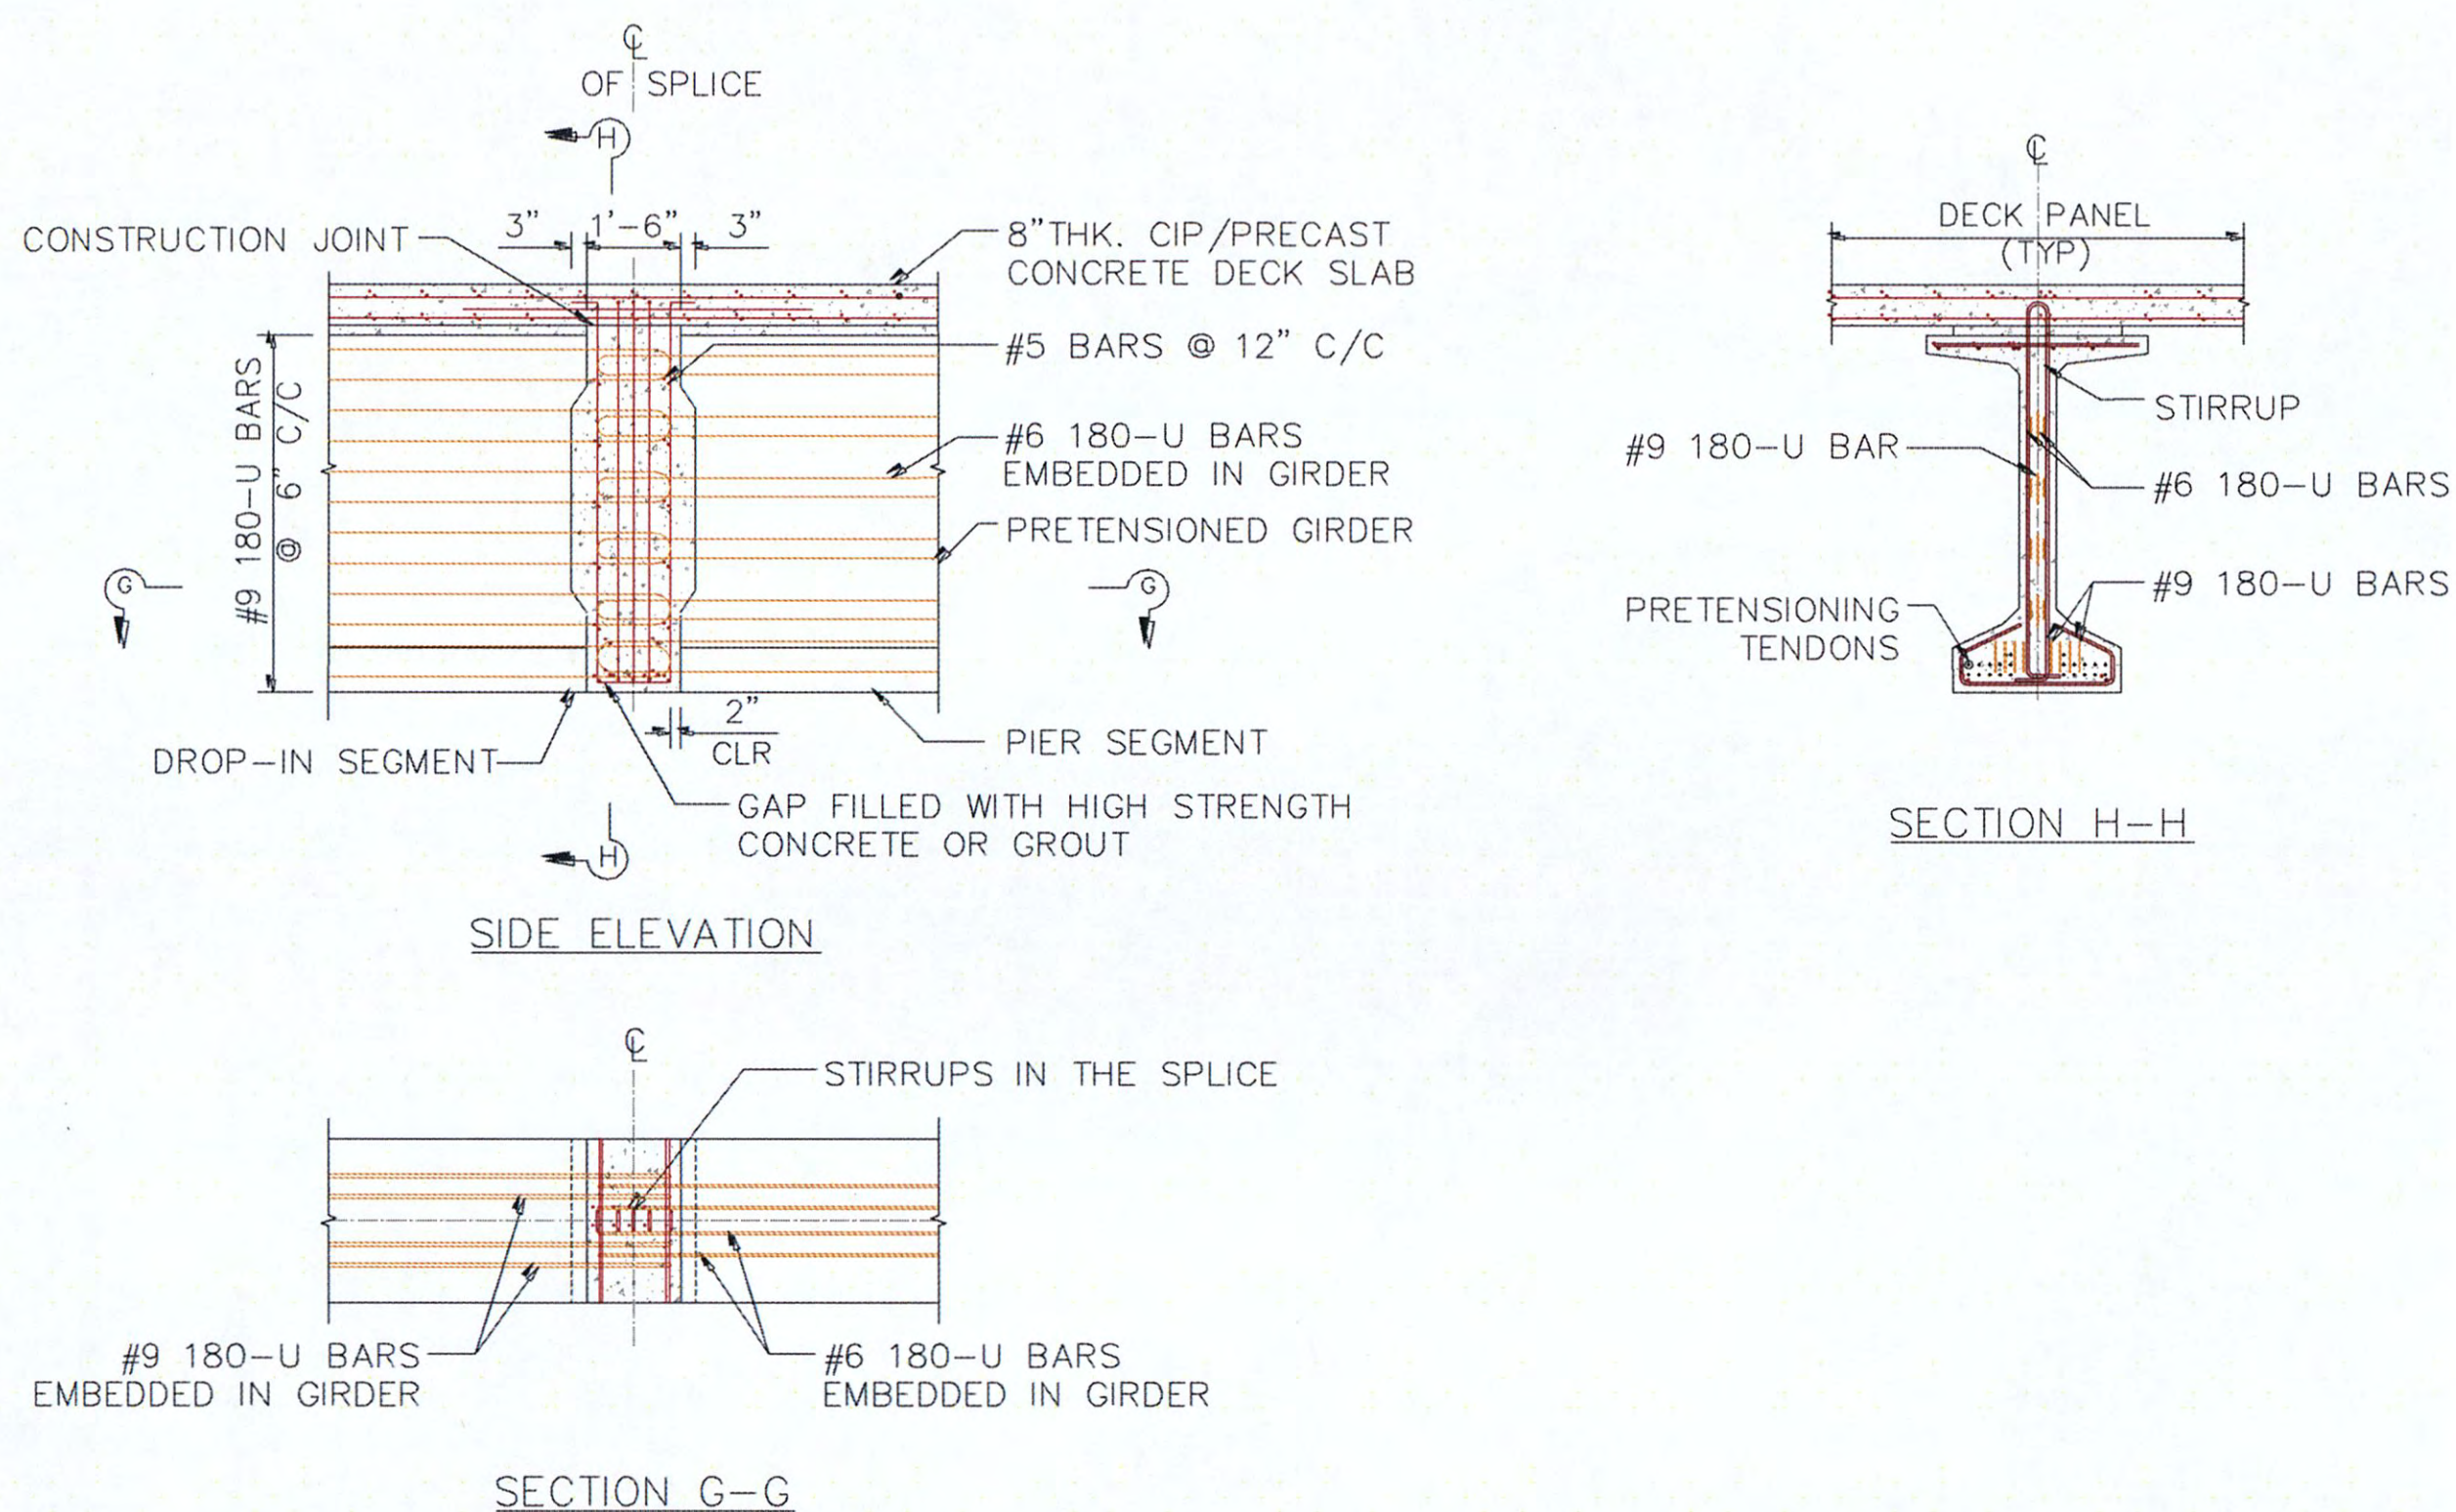 ℄
OF SPLICE
H
3" 1'-6" 3"
CONSTRUCTION JOINT
8"THK. CIP/PRECAST
CONCRETE DECK SLAB
#5 BARS @ 12" C/C
#9 180-U BARS
@ 6" C/C
#6 180-U BARS
EMBEDDED IN GIRDER
PRETENSIONED GIRDER
G
G
2"
CLR
DROP-IN SEGMENT
PIER SEGMENT
GAP FILLED WITH HIGH STRENGTH
CONCRETE OR GROUT
H
SIDE ELEVATION
℄
DECK PANEL
(TYP)
STIRRUP
#9 180-U BAR
#6 180-U BARS
#9 180-U BARS
PRETENSIONING
TENDONS
SECTION H-H
℄
STIRRUPS IN THE SPLICE
#9 180-U BARS
EMBEDDED IN GIRDER
#6 180-U BARS
EMBEDDED IN GIRDER
SECTION G-G